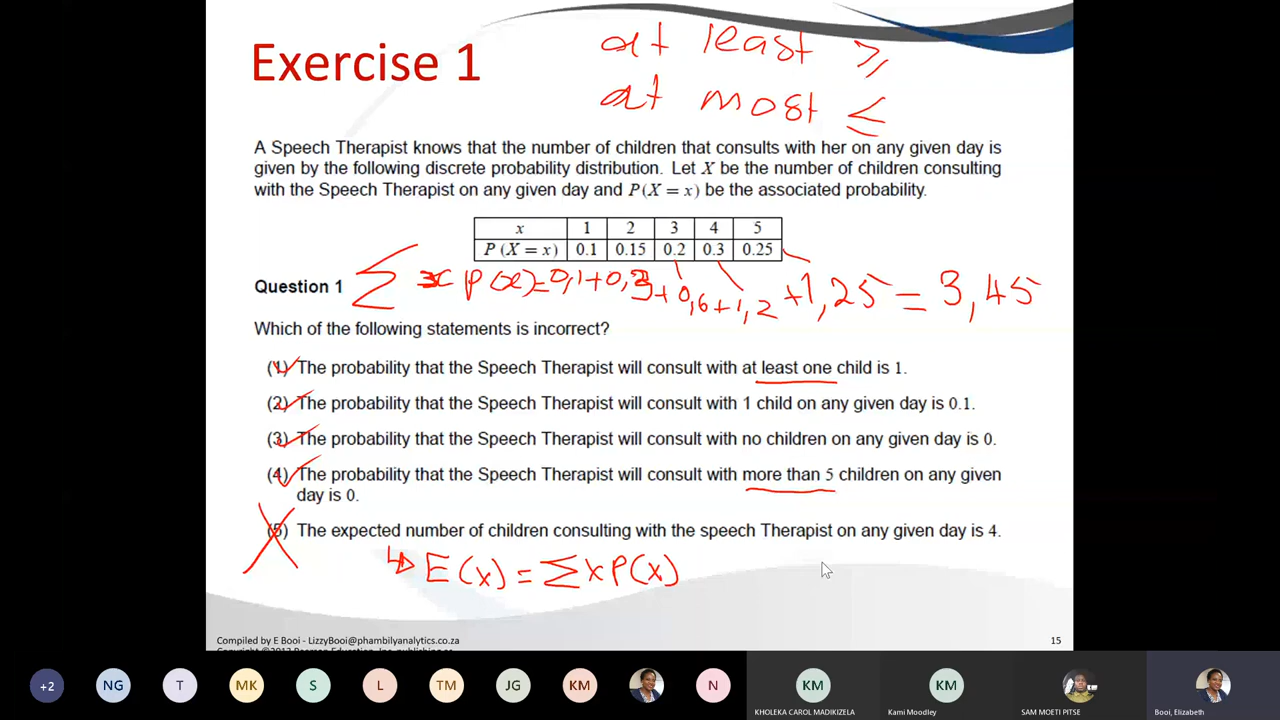 at least ≥
Exercise 1
at most ≤
A Speech Therapist knows that the number of children that consults with her on any given day is
given by the following discrete probability distribution. Let X be the number of children consulting
with the Speech Therapist on any given day and P(X = x) be the associated probability.
x 1 2 3 4 5
P (X = x) 0.1 0.15 0.2 0.3 0.25
∑ x P(x) = 0,1 + 0,3 + 0,6 + 1,2 + 1,25 = 3,45
Question 1
Which of the following statements is incorrect?
(1) The probability that the Speech Therapist will consult with at least one child is 1.
(2) The probability that the Speech Therapist will consult with 1 child on any given day is 0.1.
(3) The probability that the Speech Therapist will consult with no children on any given day is 0.
(4) The probability that the Speech Therapist will consult with more than 5 children on any given
day is 0.
(5) The expected number of children consulting with the speech Therapist on any given day is 4.
E(x) = ∑ x P(x)
Compiled by E Booi - LizzyBooi@phambilyanalytics.co.za
15
+2 NG T MK S L TM JG KM N KM KM
KHOLEKA CAROL MADIKIZELA Kami Moodley SAM MOETI PITSE Booi, Elizabeth